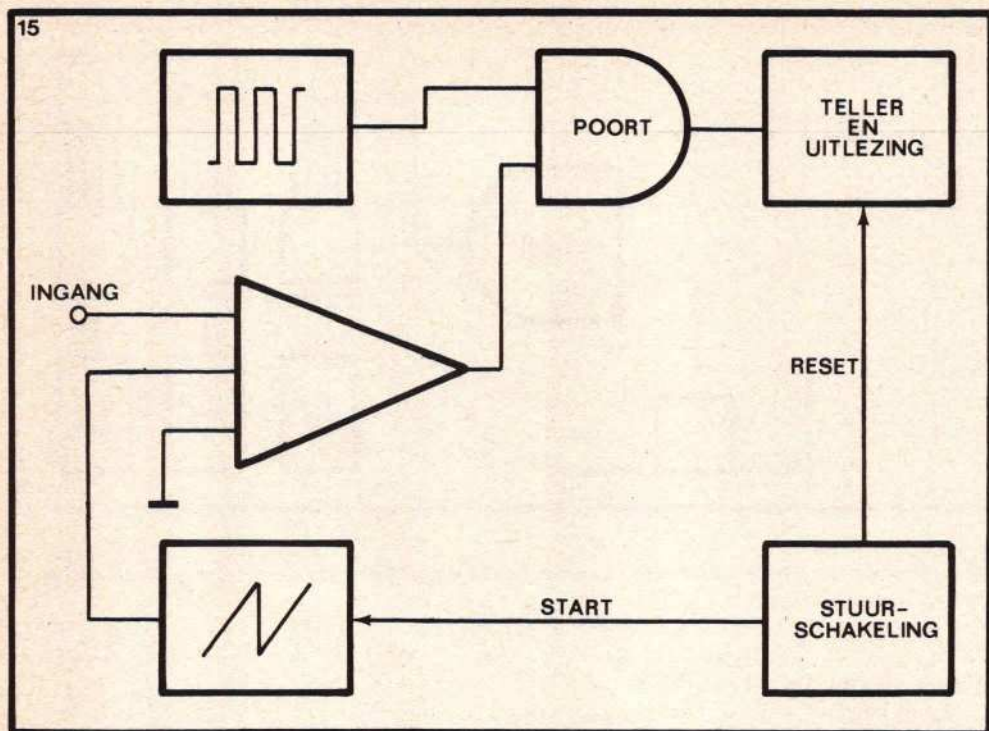 15
POORT
TELLER
EN
UITLEZING
INGANG
RESET
START
STUUR-
SCHAKELING